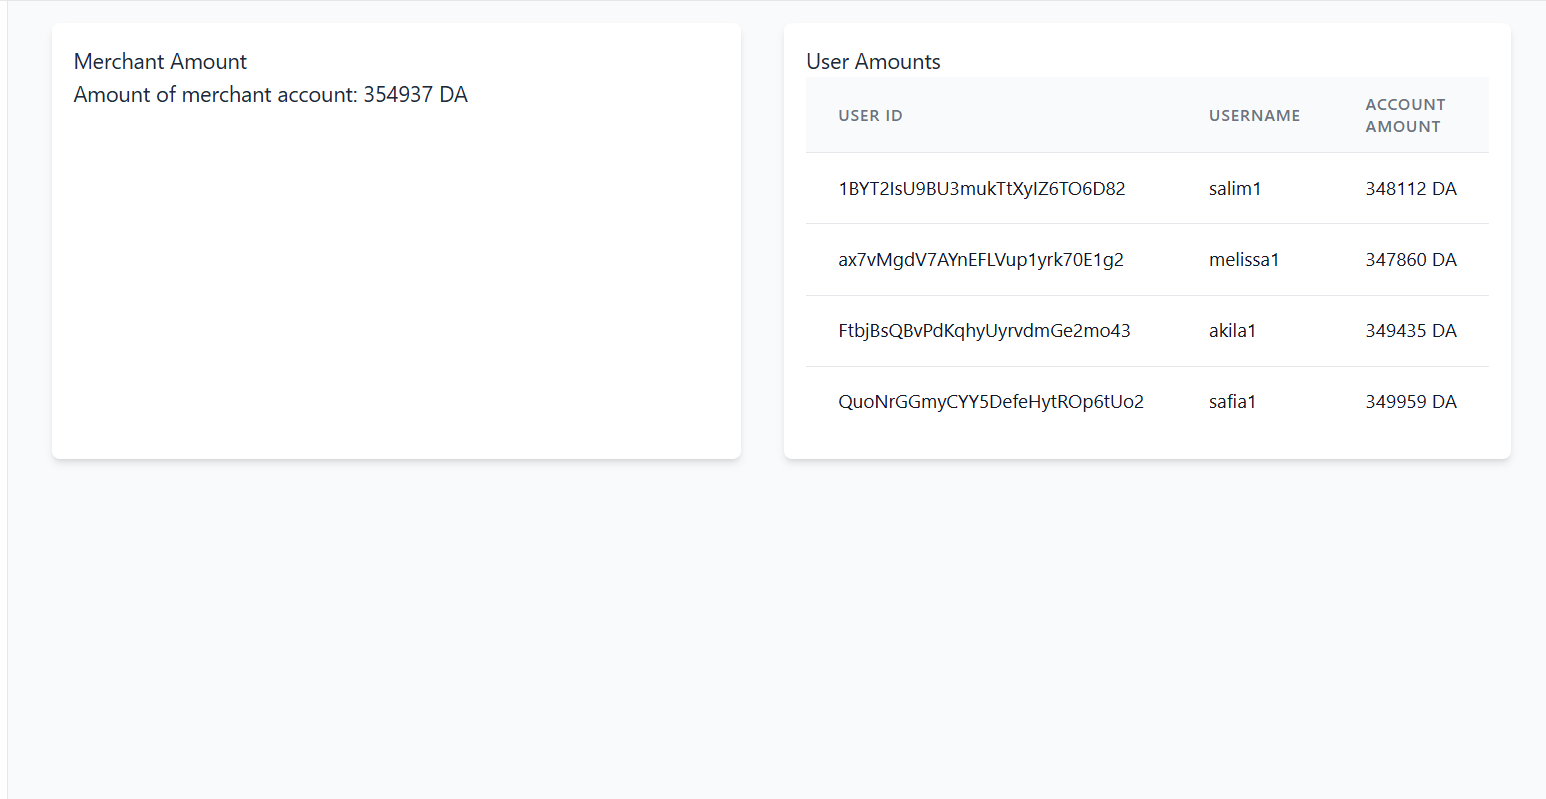 Merchant Amount
Amount of merchant account: 354937 DA
User Amounts
USER ID USERNAME ACCOUNT AMOUNT
1BYT2IsU9BU3mukTtXyIZ6TO6D82 salim1 348112 DA
ax7vMgdV7AYnEFLVup1yrk70E1g2 melissa1 347860 DA
FtbjBsQBvPdKqhyUyrvdmGe2mo43 akila1 349435 DA
QuoNrGGmyCYY5DefeHytROp6tUo2 safia1 349959 DA